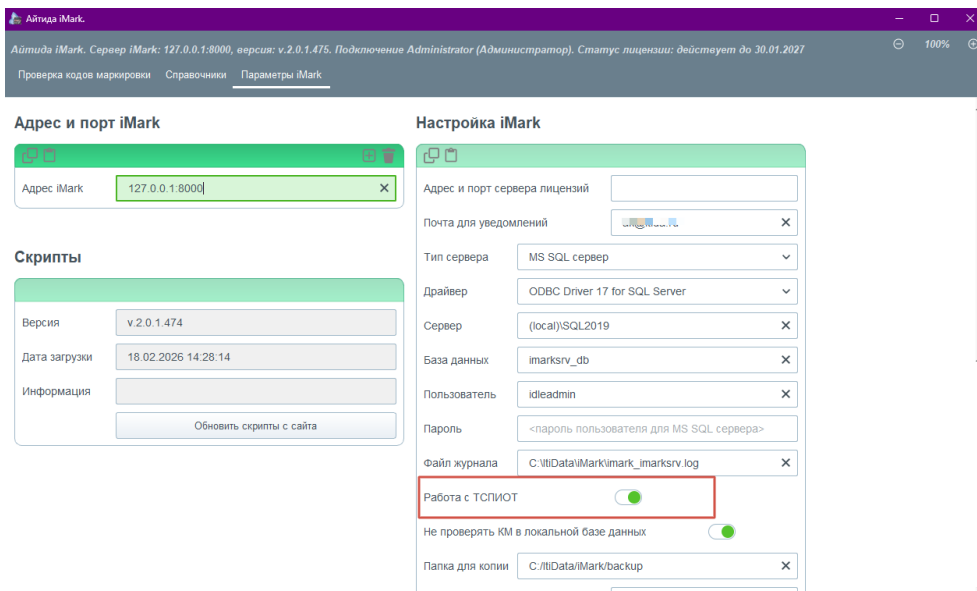 Айтида iMark.
Айтида iMark. Сервер iMark: 127.0.0.1:8000, версия: v.2.0.1.475. Подключение Administrator (Администратор). Статус лицензии: действует до 30.01.2027
100%
Проверка кодов маркировки Справочники Параметры iMark
Адрес и порт iMark
Адрес iMark 127.0.0.1:8000
Скрипты
Версия v.2.0.1.474
Дата загрузки 18.02.2026 14:28:14
Информация
Обновить скрипты с сайта
Настройка iMark
Адрес и порт сервера лицензий
Почта для уведомлений
Тип сервера MS SQL сервер
Драйвер ODBC Driver 17 for SQL Server
Сервер (local)\SQL2019
База данных imarksrv_db
Пользователь idleadmin
Пароль <пароль пользователя для MS SQL сервера>
Файл журнала C:\ItiData\iMark\imark_imarksrv.log
Работа с ТСПИОТ
Не проверять КМ в локальной базе данных
Папка для копии C:/ItiData/iMark/backup